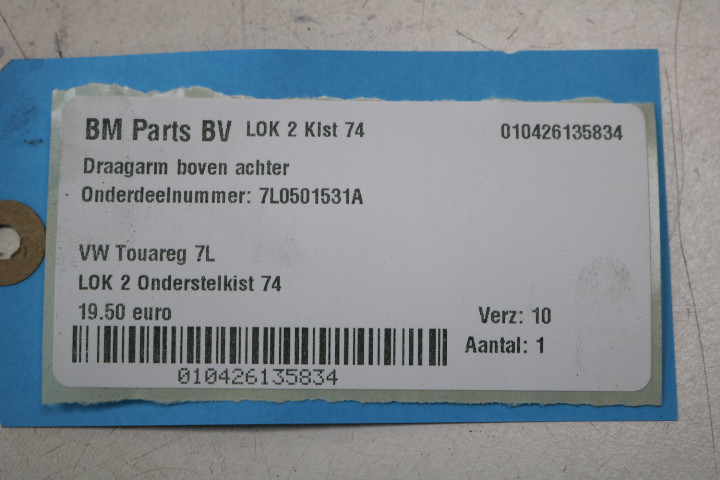 BM Parts BV LOK 2 KIst 74 010426135834
Draagarm boven achter
Onderdeelnummer: 7L0501531A
VW Touareg 7L
LOK 2 Onderstelkist 74
19.50 euro Verz: 10
Aantal: 1
010426135834